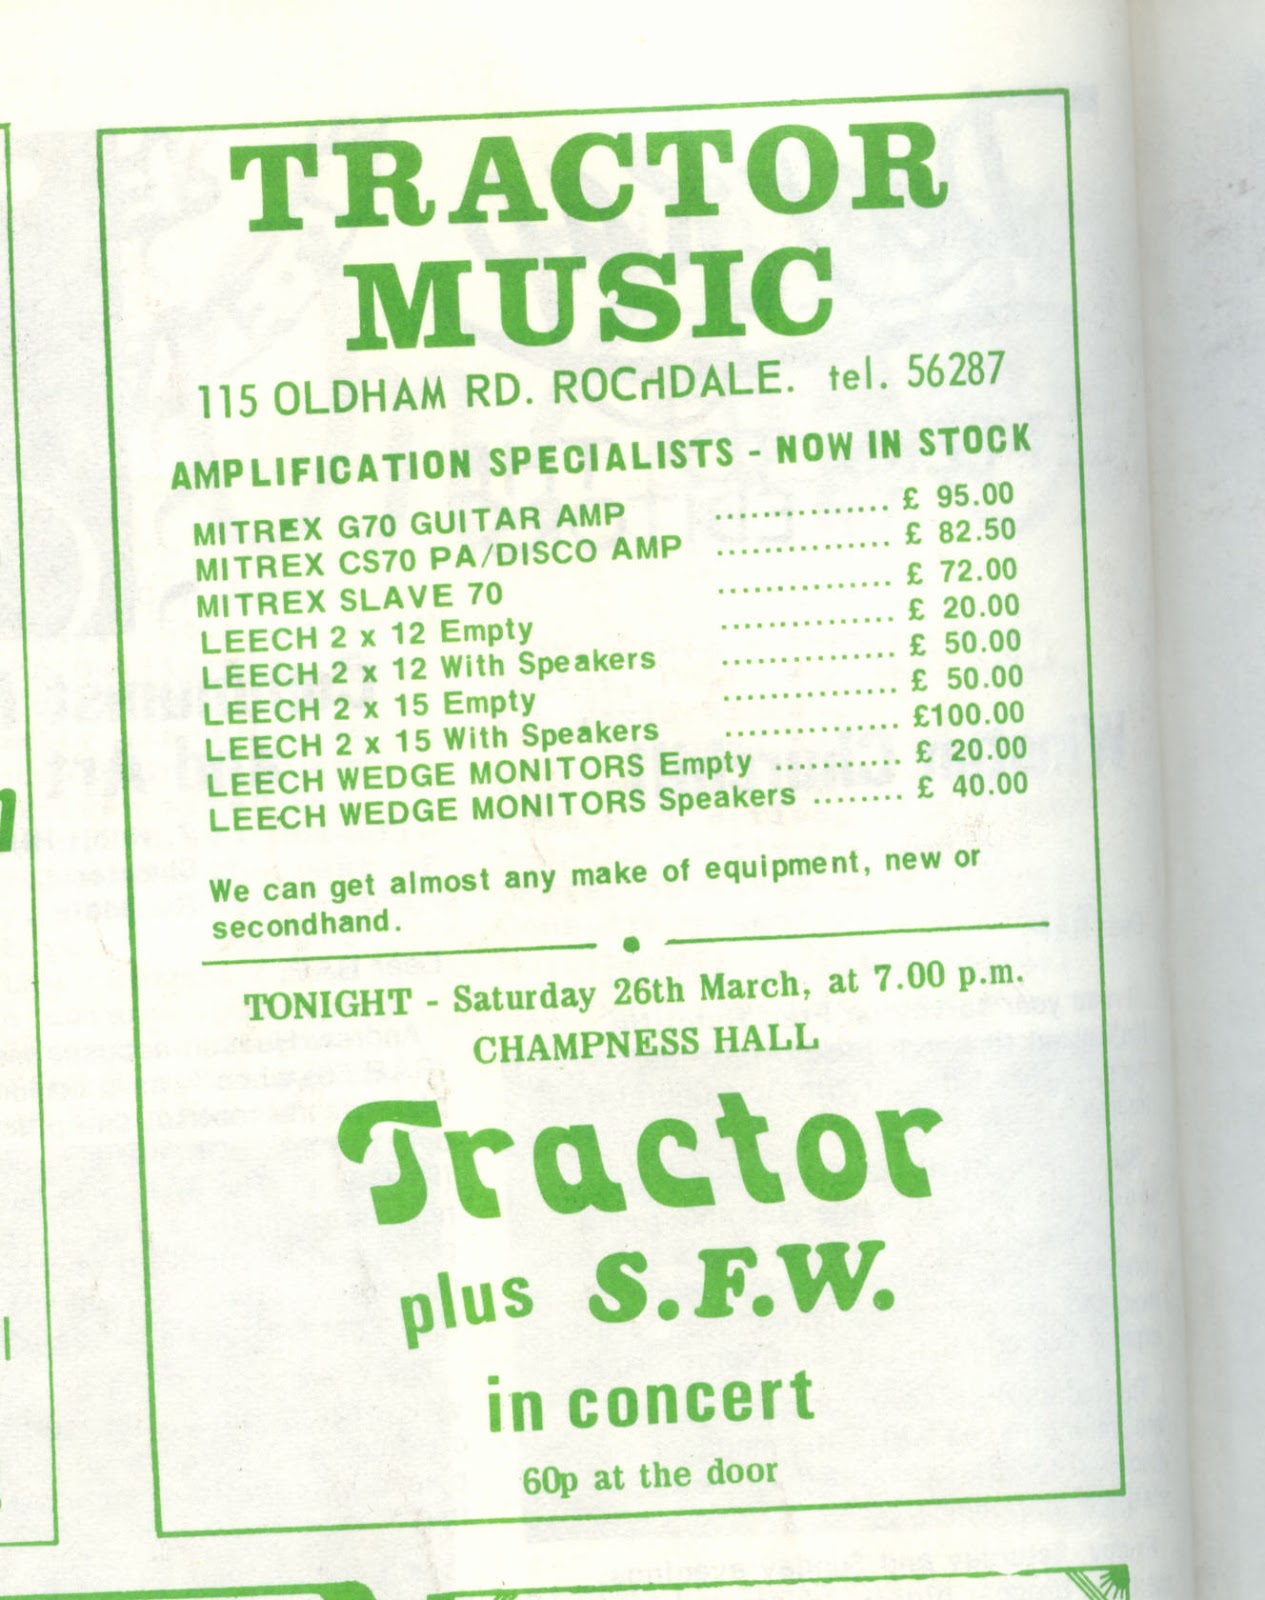 TRACTOR
MUSIC
115 OLDHAM RD. ROCHDALE. tel. 56287
AMPLIFICATION SPECIALISTS - NOW IN STOCK
MITREX G70 GUITAR AMP ............... £ 95.00
MITREX CS70 PA/DISCO AMP ............... £ 82.50
MITREX SLAVE 70 ............... £ 72.00
LEECH 2 x 12 Empty ............... £ 20.00
LEECH 2 x 12 With Speakers ............... £ 50.00
LEECH 2 x 15 Empty ............... £ 50.00
LEECH 2 x 15 With Speakers ............... £100.00
LEECH WEDGE MONITORS Empty ........... £ 20.00
LEECH WEDGE MONITORS Speakers ........ £ 40.00
We can get almost any make of equipment, new or
secondhand.
TONIGHT - Saturday 26th March, at 7.00 p.m.
CHAMPNESS HALL
Tractor
plus S.F.W.
in concert
60p at the door